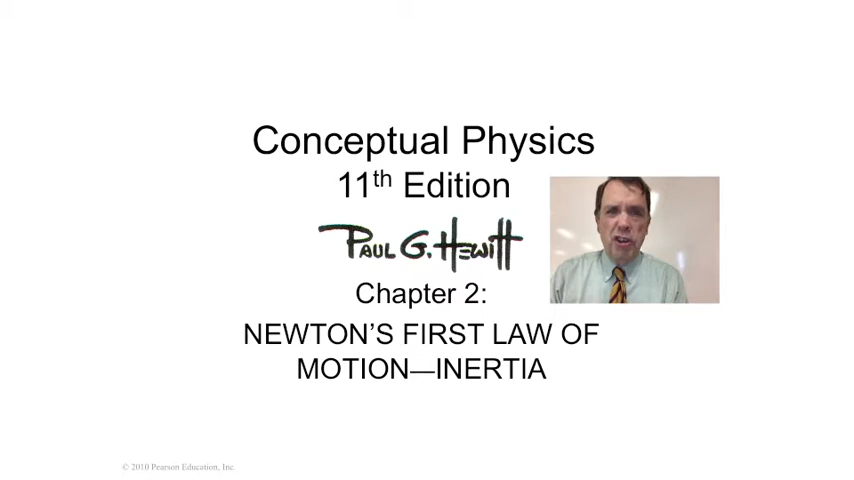 Conceptual Physics
11th Edition
PAUL G. HEWITT
Chapter 2:
NEWTON'S FIRST LAW OF
MOTION—INERTIA
© 2010 Pearson Education, Inc.